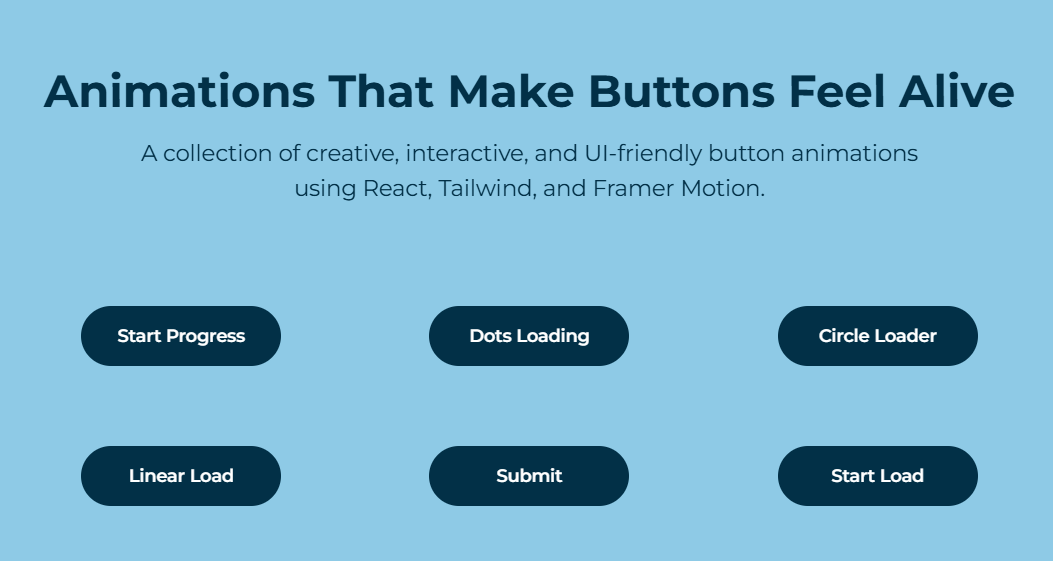 Animations That Make Buttons Feel Alive
A collection of creative, interactive, and UI-friendly button animations
using React, Tailwind, and Framer Motion.
Start Progress
Dots Loading
Circle Loader
Linear Load
Submit
Start Load